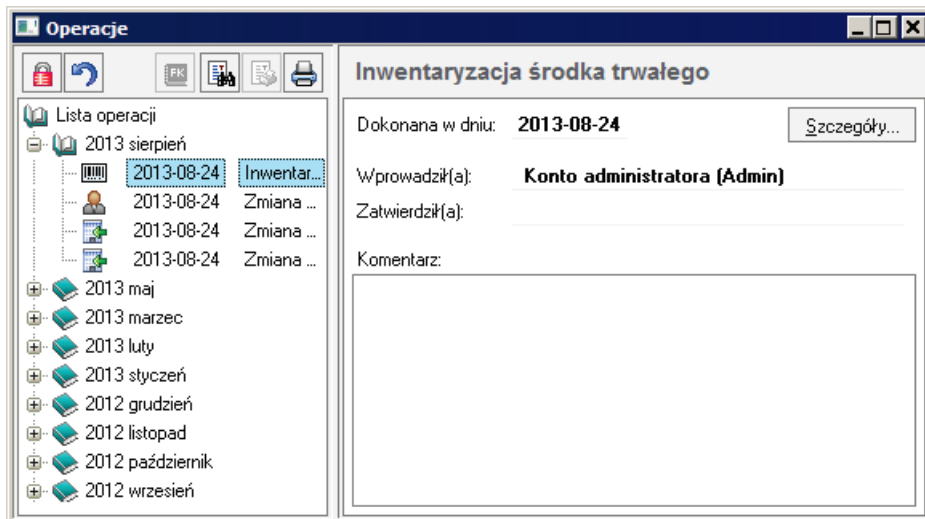 Operacje
FK
Inwentaryzacja środka trwałego
Lista operacji
2013 sierpień
2013-08-24 Inwentar...
2013-08-24 Zmiana ...
2013-08-24 Zmiana ...
2013-08-24 Zmiana ...
2013 maj
2013 marzec
2013 luty
2013 styczeń
2012 grudzień
2012 listopad
2012 październik
2012 wrzesień
Dokonana w dniu: 2013-08-24 Szczegóły...
Wprowadził(a): Konto administratora (Admin)
Zatwierdził(a):
Komentarz: